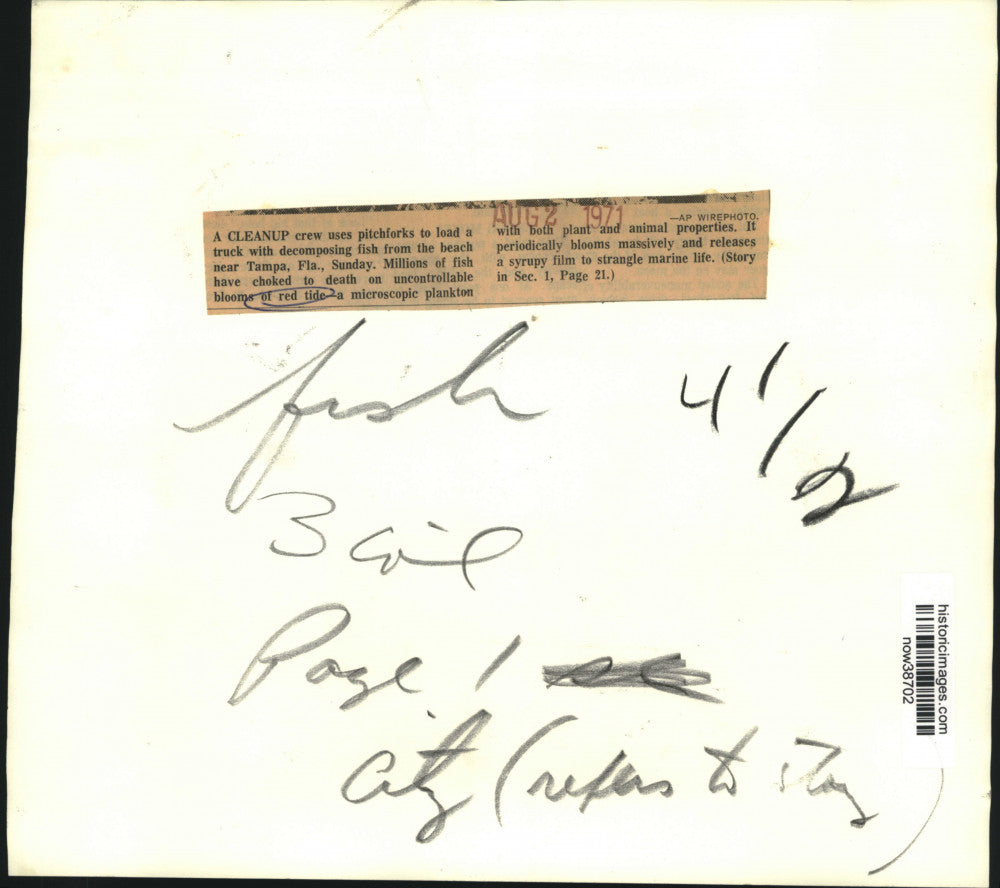 AUG 2 1971
A CLEANUP crew uses pitchforks to load a
truck with decomposing fish from the beach
near Tampa, Fla., Sunday. Millions of fish
have choked to death on uncontrollable
blooms of red tide—a microscopic plankton
—AP WIREPHOTO.
with both plant and animal properties. It
periodically blooms massively and releases
a syrupy film to strangle marine life. (Story
in Sec. 1, Page 21.)
fish
4 1/2
3 col
Page 1
City (refers to story)
historicimages.com
now38702